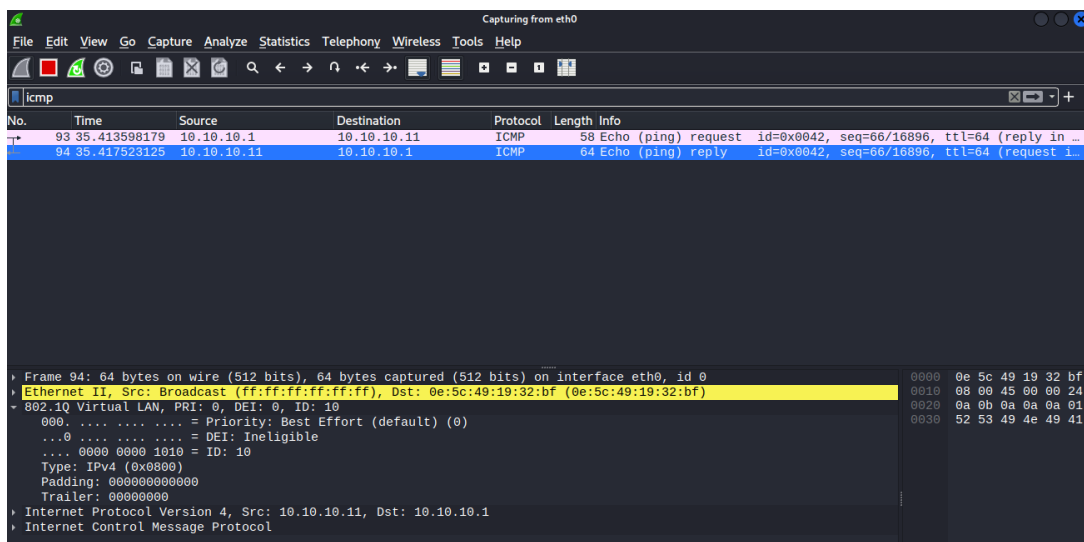 Capturing from eth0
File Edit View Go Capture Analyze Statistics Telephony Wireless Tools Help
icmp
No. Time Source Destination Protocol Length Info
93 35.413598179 10.10.10.1 10.10.10.11 ICMP 58 Echo (ping) request id=0x0042, seq=66/16896, ttl=64 (reply in …
94 35.417523125 10.10.10.11 10.10.10.1 ICMP 64 Echo (ping) reply id=0x0042, seq=66/16896, ttl=64 (request i…
Frame 94: 64 bytes on wire (512 bits), 64 bytes captured (512 bits) on interface eth0, id 0
Ethernet II, Src: Broadcast (ff:ff:ff:ff:ff:ff), Dst: 0e:5c:49:19:32:bf (0e:5c:49:19:32:bf)
802.1Q Virtual LAN, PRI: 0, DEI: 0, ID: 10
000. .... .... .... = Priority: Best Effort (default) (0)
...0 .... .... .... = DEI: Ineligible
.... 0000 0000 1010 = ID: 10
Type: IPv4 (0x0800)
Padding: 000000000000
Trailer: 00000000
Internet Protocol Version 4, Src: 10.10.10.11, Dst: 10.10.10.1
Internet Control Message Protocol
0000 0e 5c 49 19 32 bf
0010 08 00 45 00 00 24
0020 0a 0b 0a 0a 0a 01
0030 52 53 49 4e 49 41